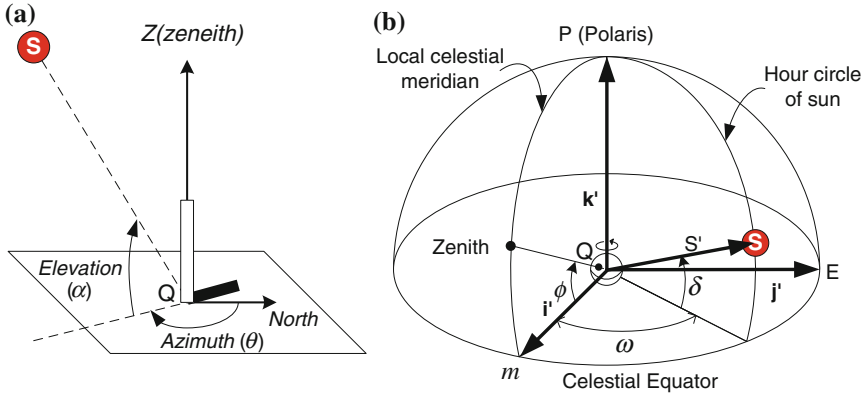 (a)
S
Z(zeneith)
Elevation
(α)
Q
North
Azimuth (θ)
(b)
P (Polaris)
Local celestial
meridian
Hour circle
of sun
k'
Zenith
Q
S'
S
E
i'
ϕ
δ
j'
ω
m
Celestial Equator